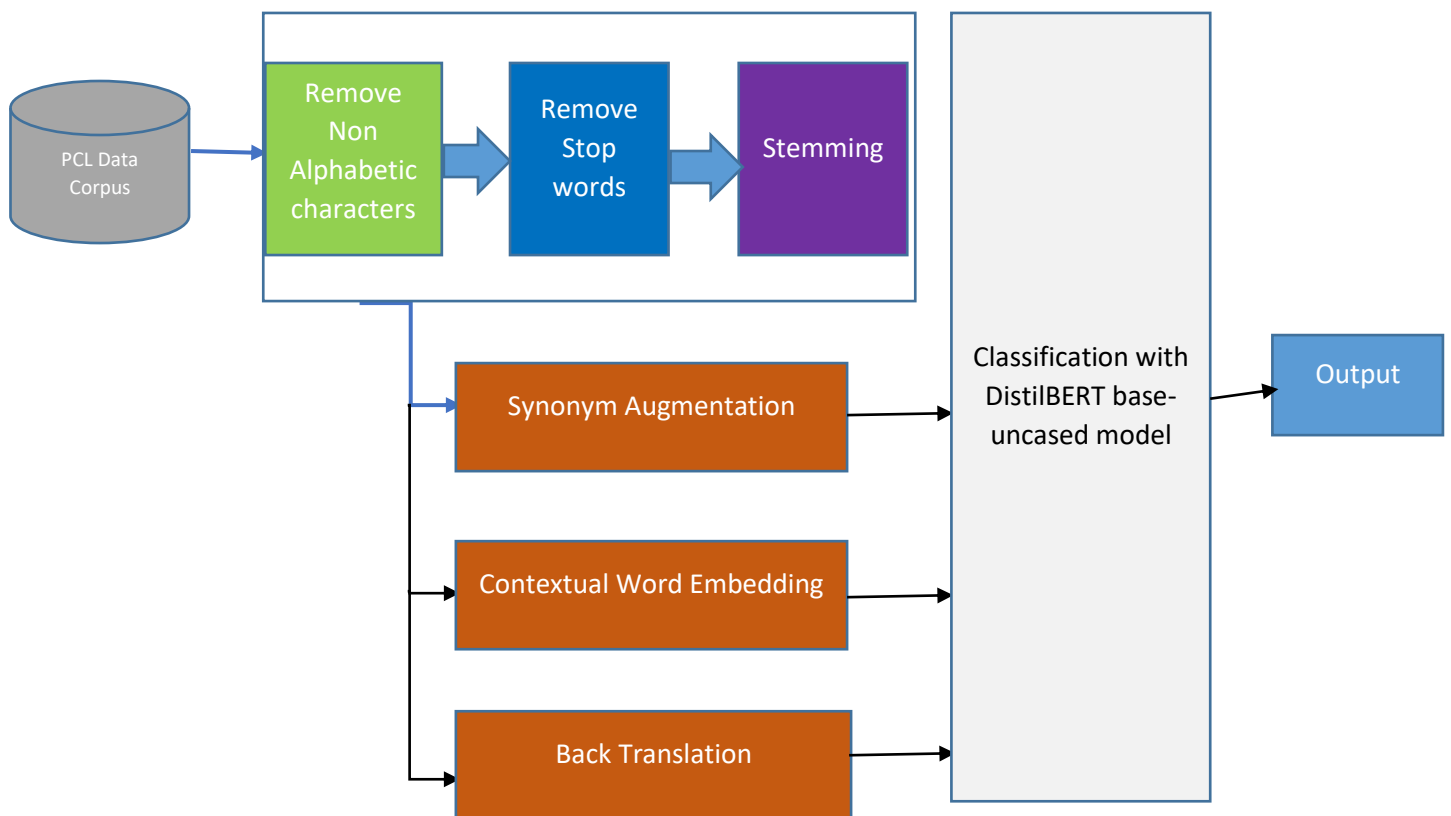 PCL Data
Corpus
Remove
Non
Alphabetic
characters
Remove
Stop
words
Stemming
Synonym Augmentation
Contextual Word Embedding
Back Translation
Classification with
DistilBERT base-
uncased model
Output